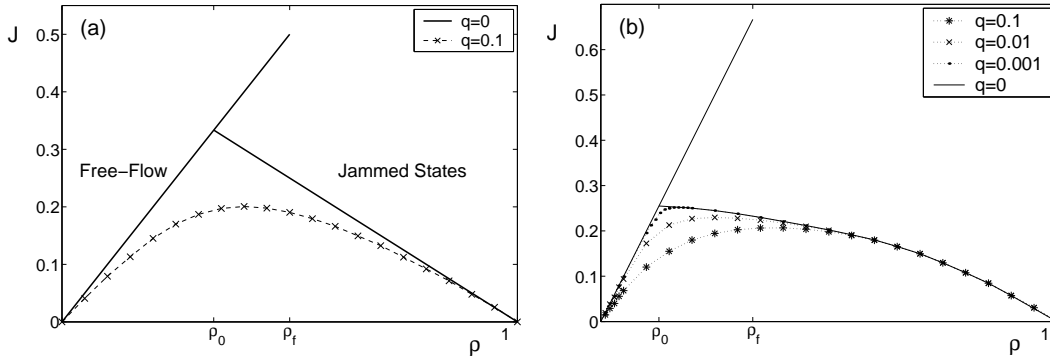 J
(a)
q=0
q=0.1
0.5
0.4
0.3
0.2
0.1
0
Free−Flow
Jammed States
ρ0
ρf
1
ρ
J
(b)
q=0.1
q=0.01
q=0.001
q=0
0.6
0.5
0.4
0.3
0.2
0.1
0
ρ0
ρf
1
ρ